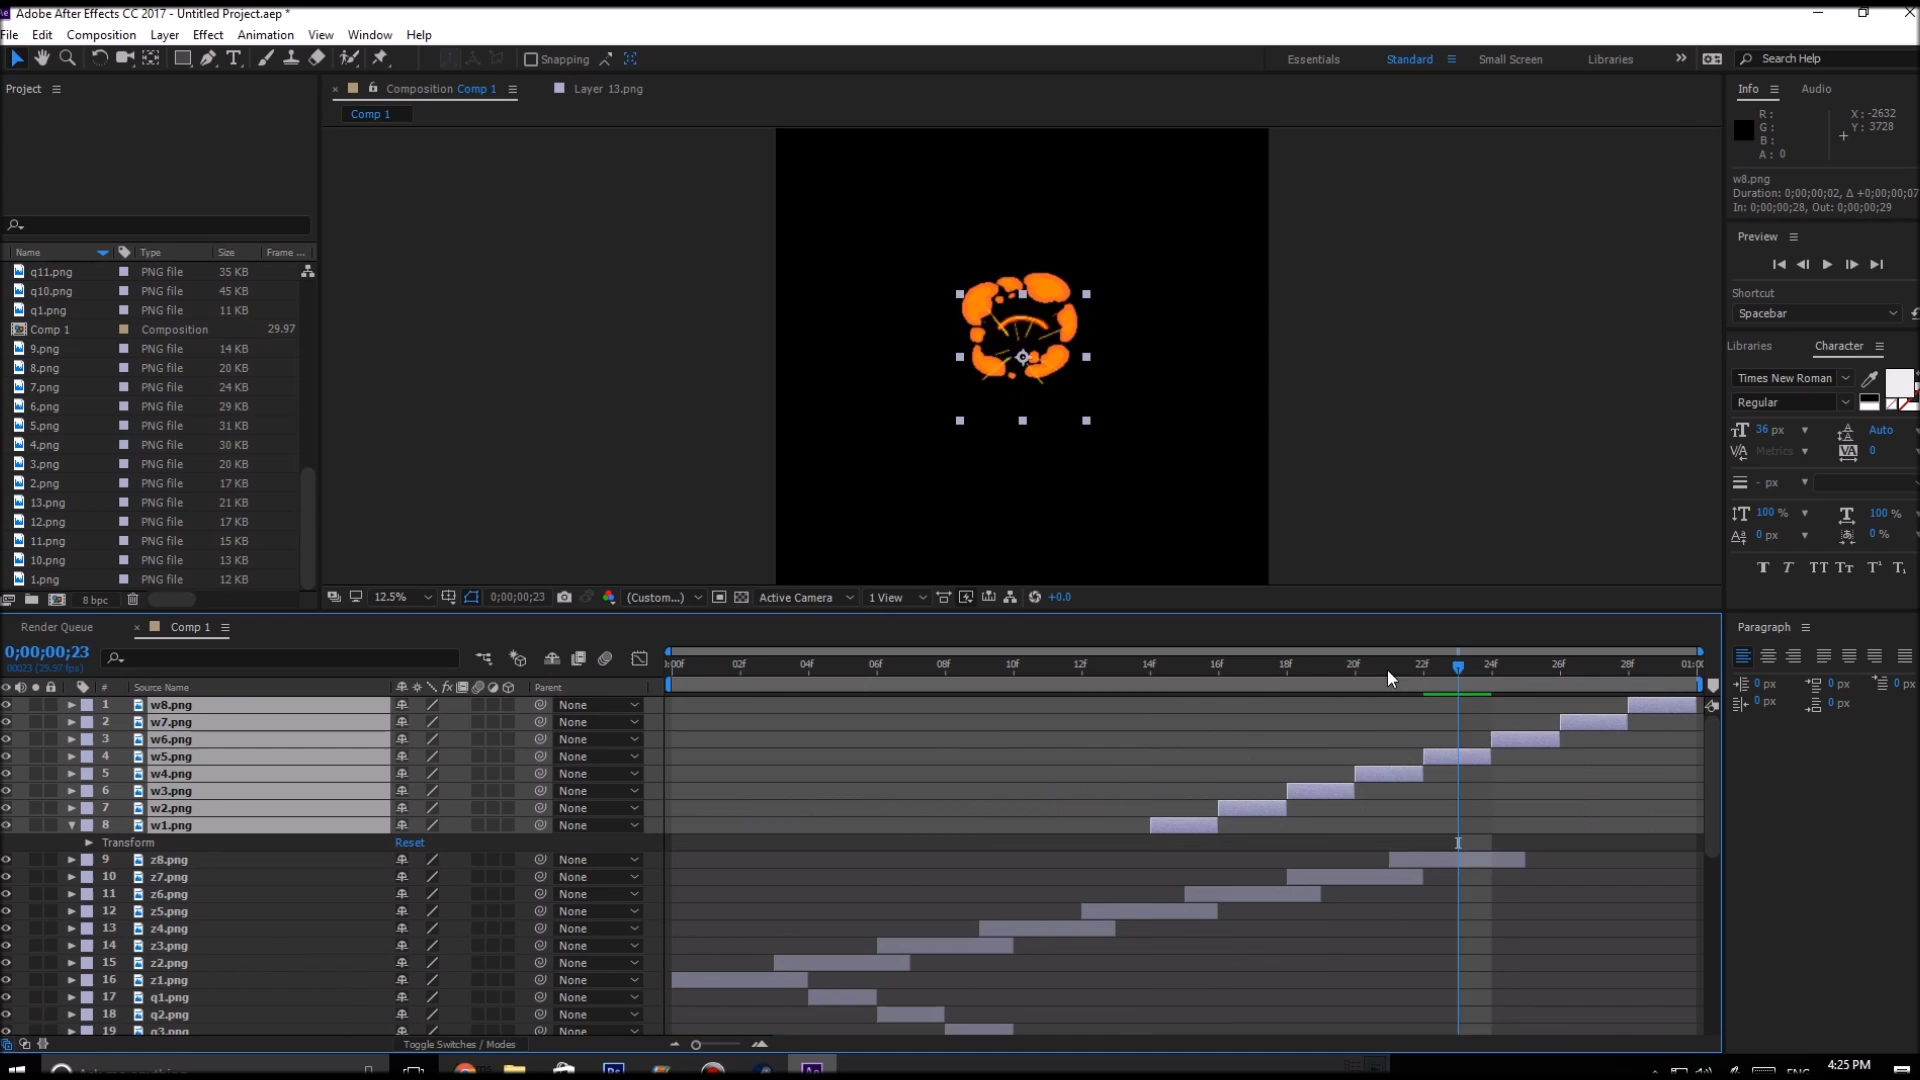 Adobe After Effects CC 2017 - Untitled Project.aep *
File Edit Composition Layer Effect Animation View Window Help
Snapping Essentials Standard Small Screen Libraries Search Help
Project Composition Comp 1 Layer 13.png Info Audio
Comp 1
R: X: -2632
G: Y: 3728
B:
A: 0
w8.png
Duration: 0;00;00;02, Δ +0;00;00;07
In: 0;00;00;28, Out: 0;00;00;29
Preview
Shortcut
Spacebar
Libraries Character
Times New Roman
Regular
36 px Auto
Metrics 0
- px
100 % 100 %
0 px 0 %
Name Type Size Frame ...
q11.png PNG file 35 KB
q10.png PNG file 45 KB
q1.png PNG file 11 KB
Comp 1 Composition 29.97
9.png PNG file 14 KB
8.png PNG file 20 KB
7.png PNG file 24 KB
6.png PNG file 29 KB
5.png PNG file 31 KB
4.png PNG file 30 KB
3.png PNG file 20 KB
2.png PNG file 17 KB
13.png PNG file 21 KB
12.png PNG file 17 KB
11.png PNG file 15 KB
10.png PNG file 13 KB
1.png PNG file 12 KB
8 bpc
12.5% 0;00;00;23 (Custom...) Active Camera 1 View +0.0
Render Queue Comp 1
0;00;00;23
00023 (29.97 fps)
02f 04f 06f 08f 10f 12f 14f 16f 18f 20f 22f 24f 26f 28f
# Source Name Parent
1 w8.png None
2 w7.png None
3 w6.png None
4 w5.png None
5 w4.png None
6 w3.png None
7 w2.png None
8 w1.png None
Transform Reset
9 z8.png None
10 z7.png None
11 z6.png None
12 z5.png None
13 z4.png None
14 z3.png None
15 z2.png None
16 z1.png None
17 q1.png None
18 q2.png None
19 q3.png None
Toggle Switches / Modes
Paragraph
0 px 0 px 0 px
0 px 0 px
4:25 PM